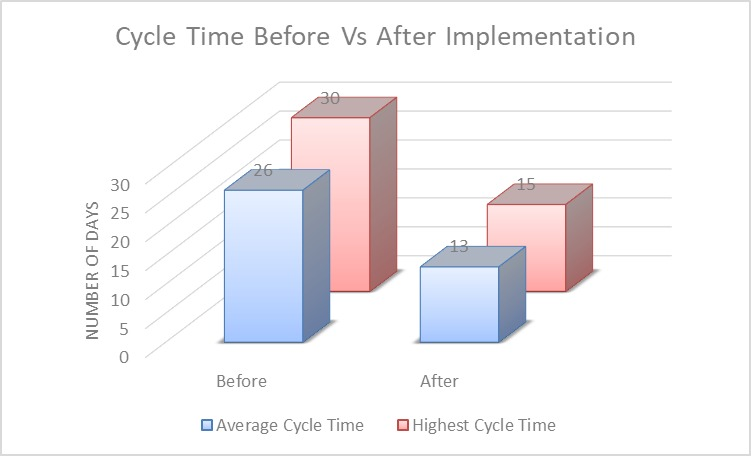 Cycle Time Before Vs After Implementation
30
26
15
13
30
25
20
15
10
5
0
NUMBER OF DAYS
Before After
Average Cycle Time Highest Cycle Time